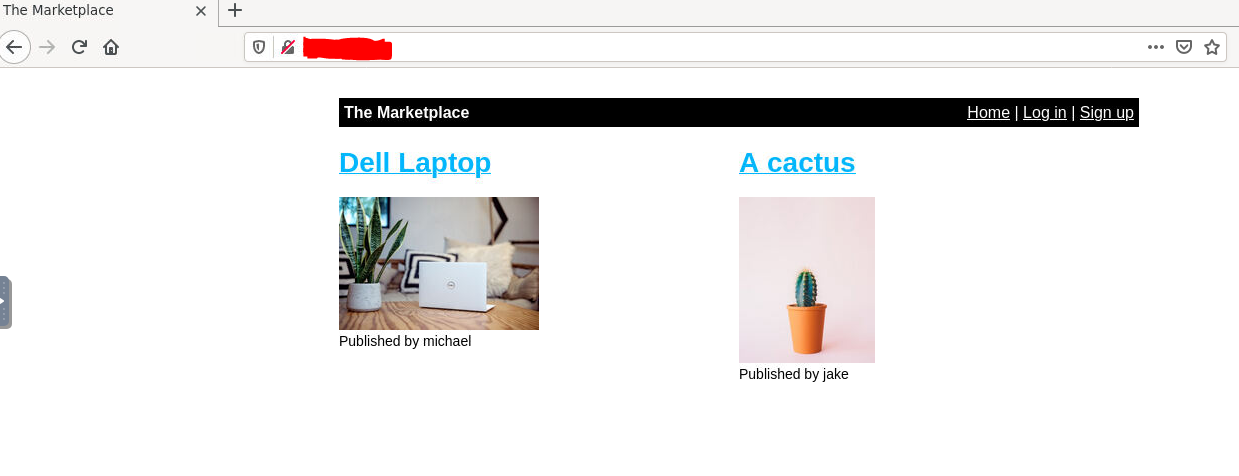 The Marketplace
The Marketplace Home | Log in | Sign up
Dell Laptop A cactus
Published by michael
Published by jake